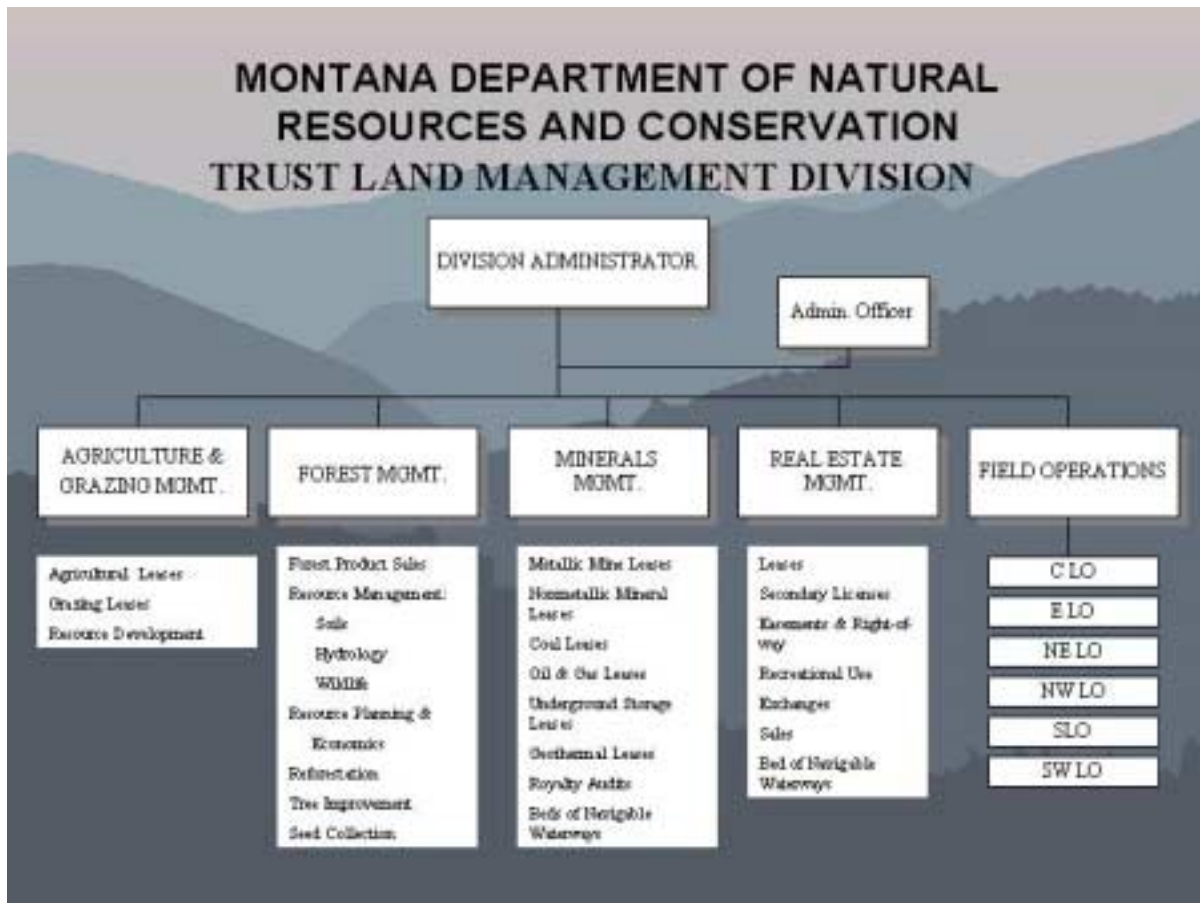 MONTANA DEPARTMENT OF NATURAL
RESOURCES AND CONSERVATION
TRUST LAND MANAGEMENT DIVISION
DIVISION ADMINISTRATOR
Admin. Officer
AGRICULTURE &
GRAZING MGMT.
Agricultural Leases
Grazing Leases
Resource Development
FOREST MGMT.
Forest Product Sales
Resource Management:
Soils
Hydrology
Wildlife
Resource Planning &
Economics
Reforestation
Tree Improvement
Seed Collection
MINERALS
MGMT.
Metallic Mine Leases
Nonmetallic Mineral
Leases
Coal Leases
Oil & Gas Leases
Underground Storage
Leases
Geothermal Leases
Royalty Audits
Beds of Navigable
Waterways
REAL ESTATE
MGMT.
Leases
Secondary Licenses
Easements & Right-of-
way
Recreational Use
Exchanges
Sales
Bed of Navigable
Waterways
FIELD OPERATIONS
C LO
E LO
NE LO
NW LO
SLO
SW LO